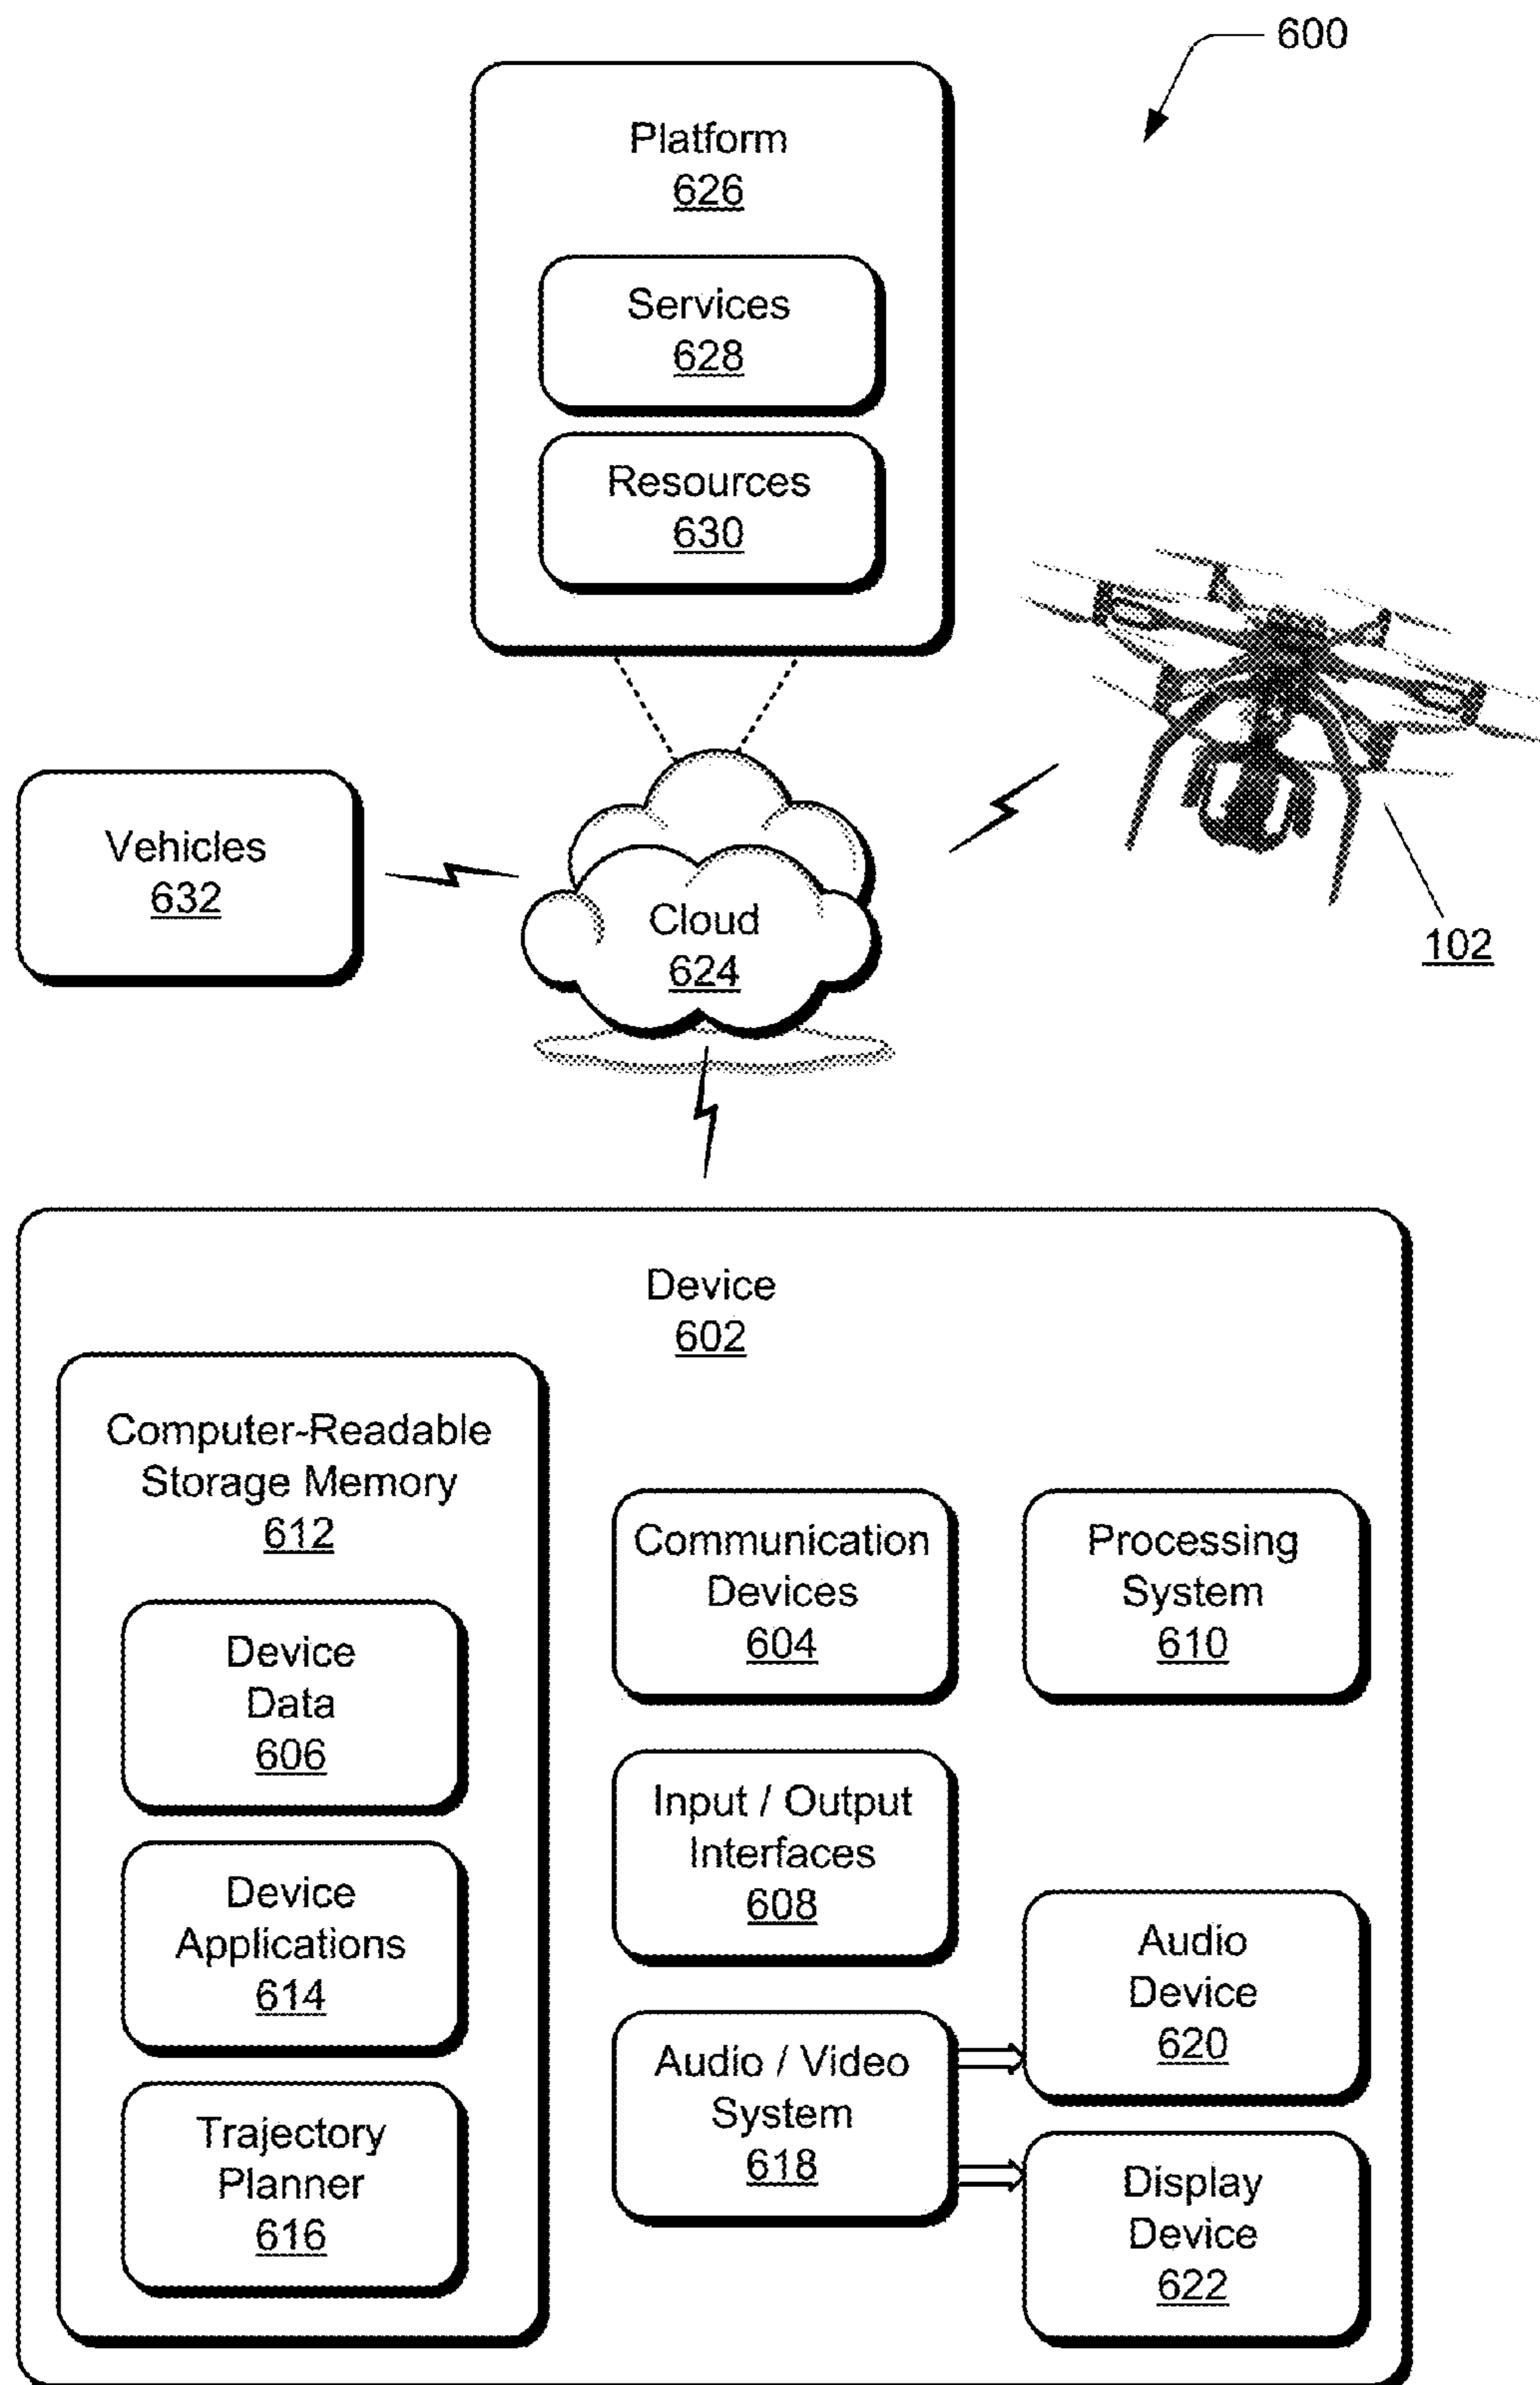 600
Platform
626
Services
628
Resources
630
Vehicles
632
Cloud
624
102
Device
602
Computer-Readable
Storage Memory
612
Device
Data
606
Device
Applications
614
Trajectory
Planner
616
Communication
Devices
604
Processing
System
610
Input / Output
Interfaces
608
Audio / Video
System
618
Audio
Device
620
Display
Device
622